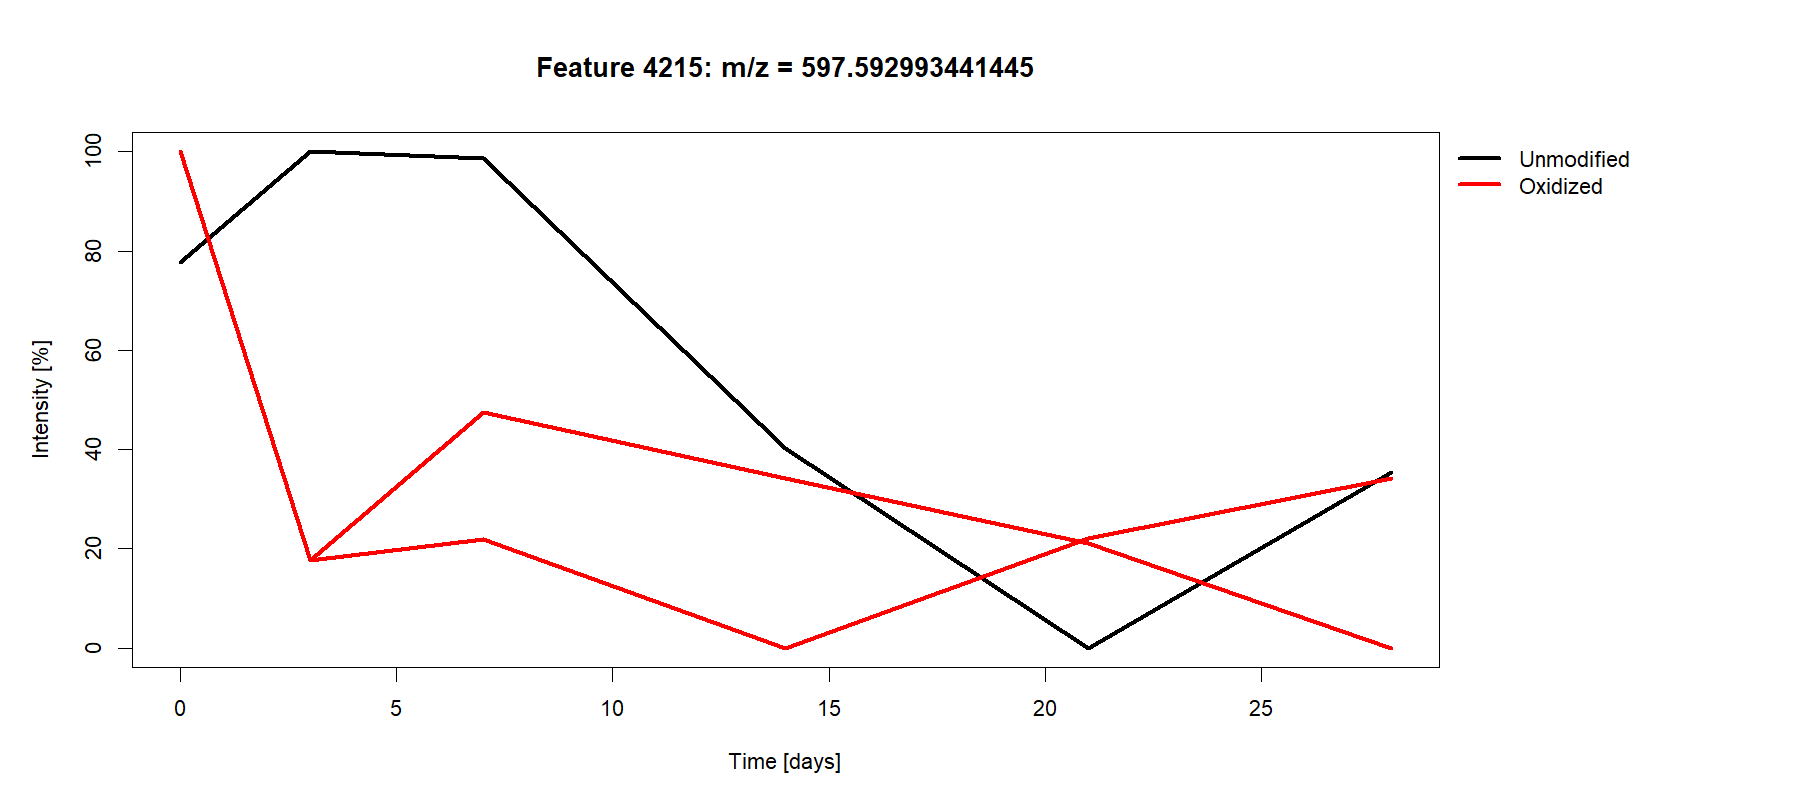 Feature 4215: m/z = 597.592993441445
Unmodified
Oxidized
Intensity [%]
100
80
60
40
20
0
0 5 10 15 20 25
Time [days]